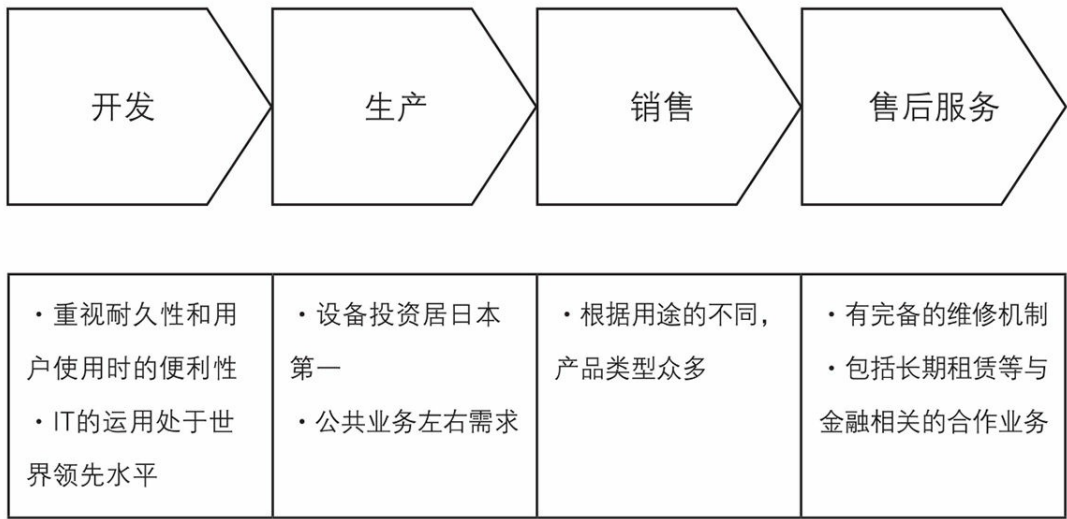 开发
生产
销售
售后服务
・重视耐久性和用
户使用时的便利性
・IT的运用处于世
界领先水平
・设备投资居日本
第一
・公共业务左右需求
・根据用途的不同，
产品类型众多
・有完备的维修机制
・包括长期租赁等与
金融相关的合作业务